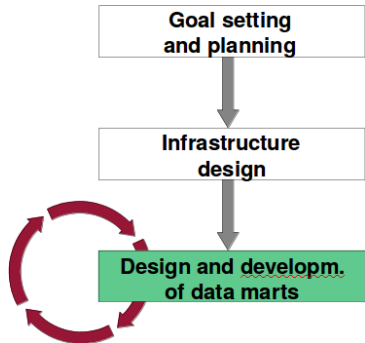 Goal setting
and planning
Infrastructure
design
Design and developm.
of data marts